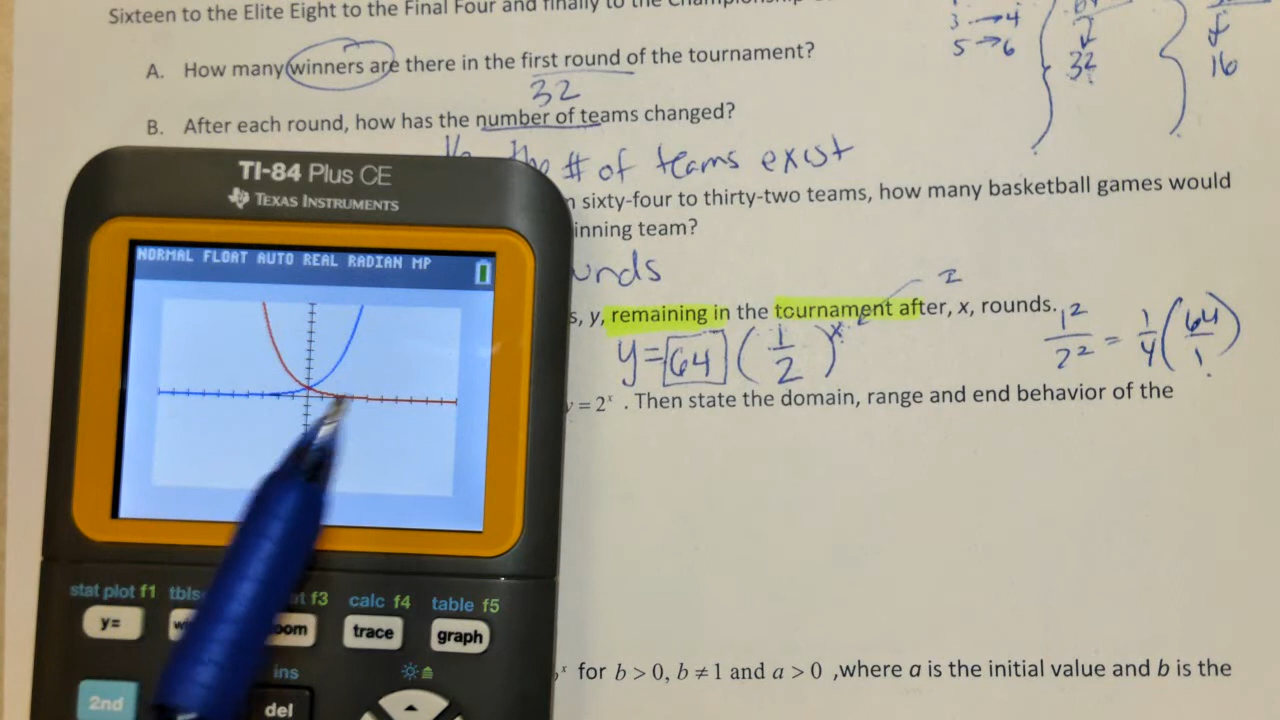 Sixteen to the Elite Eight to the Final Four and finally to the Championship
3 → 4
5 → 6
32
16
A. How many winners are there in the first round of the tournament?
32
B. After each round, how has the number of teams changed?
the # of teams exist
sixty-four to thirty-two teams, how many basketball games would
inning team?
unds
2
s, y, remaining in the tournament after, x, rounds.
y = 64 (1/2)^x
1^2/2^2 = 1/4 (64/1)
y = 2^x . Then state the domain, range and end behavior of the
x for b > 0, b ≠ 1 and a > 0 ,where a is the initial value and b is the
TI-84 Plus CE
TEXAS INSTRUMENTS
NORMAL FLOAT AUTO REAL RADIAN MP
stat plot f1 tbls f3 calc f4 table f5
y= oom trace graph
ins
2nd del